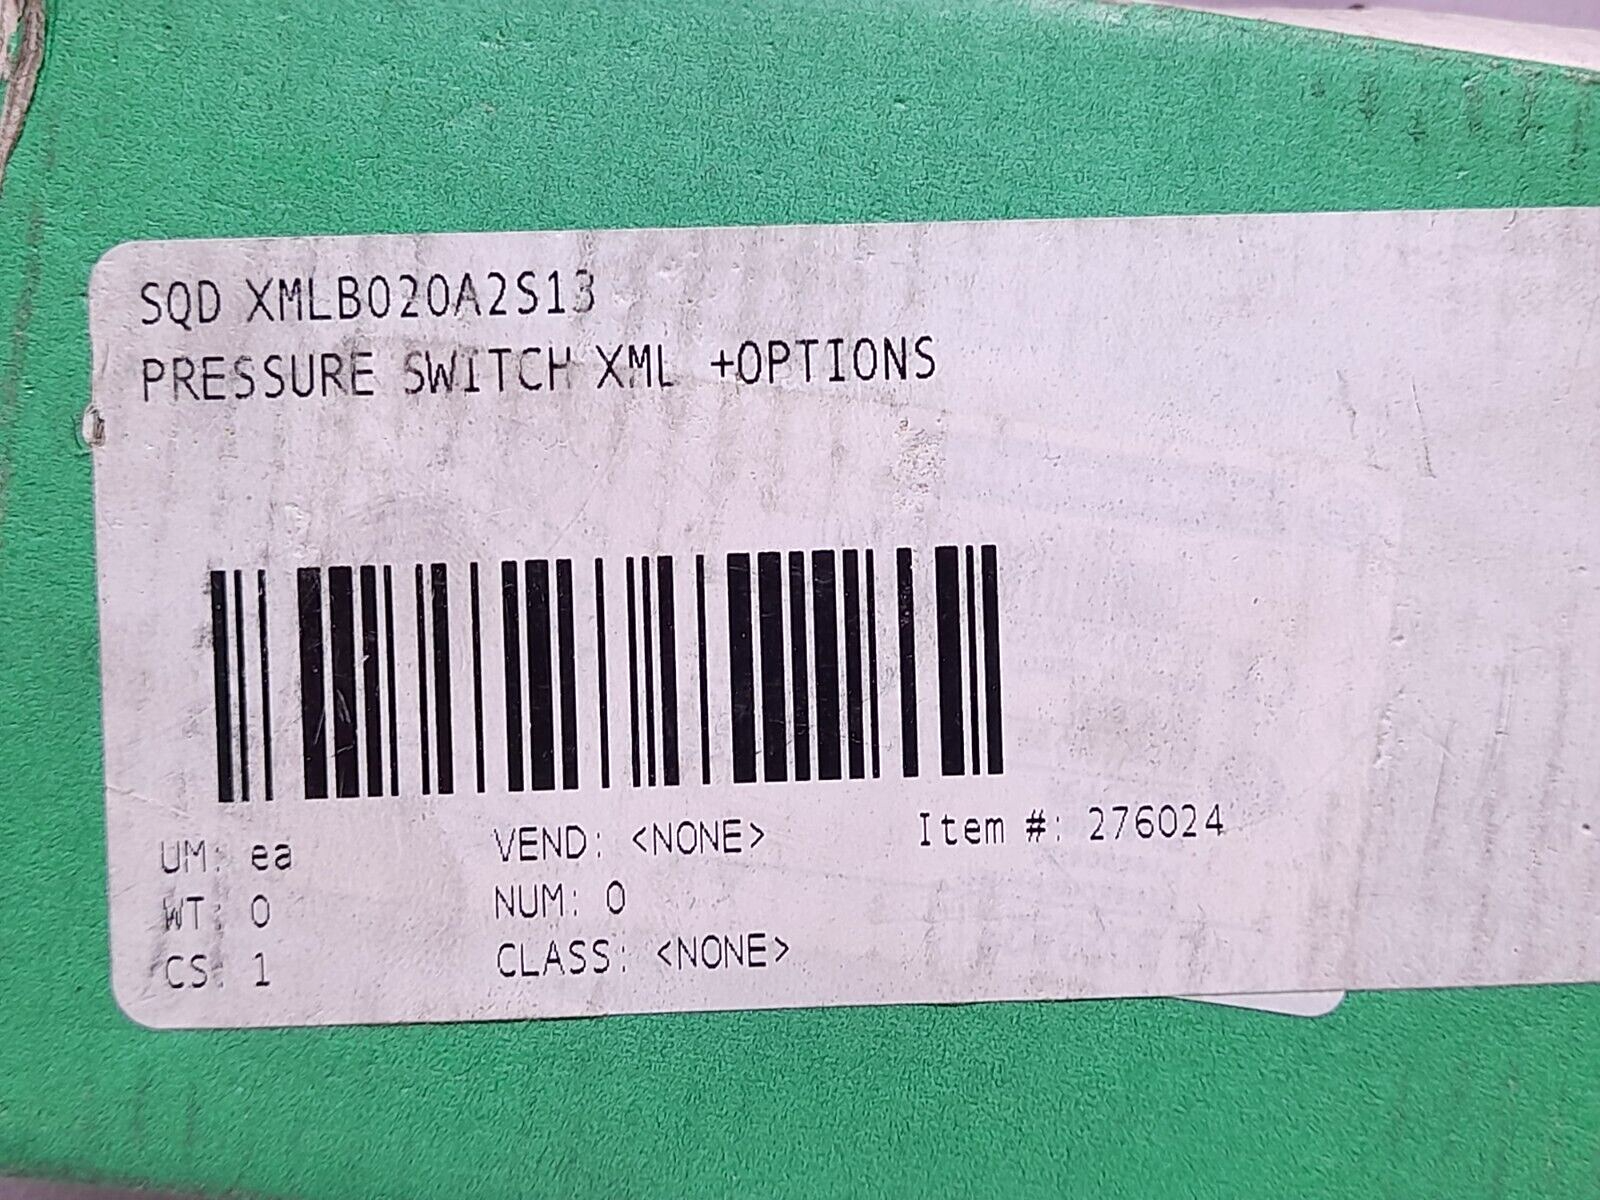 SQD XMLB020A2S13
PRESSURE SWITCH XML +OPTIONS
UM: ea VEND: <NONE> Item #: 276024
WT: 0 NUM: 0
CS: 1 CLASS: <NONE>